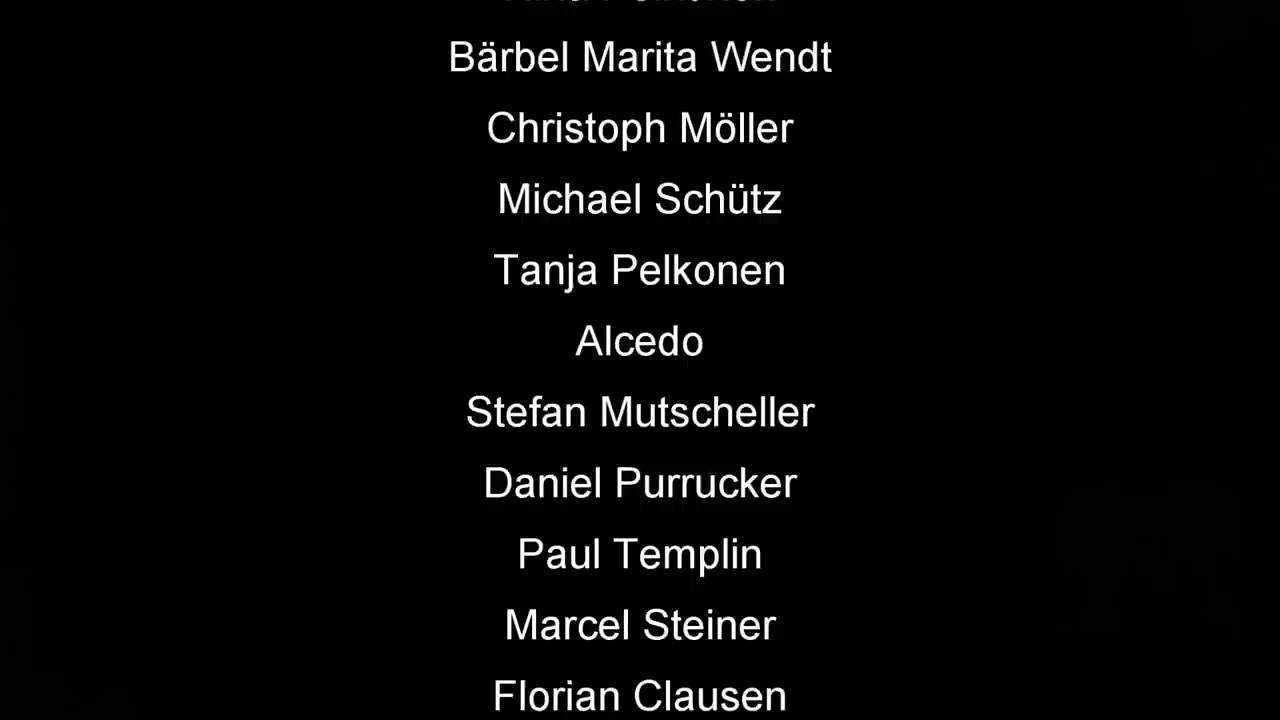 Bärbel Marita Wendt
Christoph Möller
Michael Schütz
Tanja Pelkonen
Alcedo
Stefan Mutscheller
Daniel Purrucker
Paul Templin
Marcel Steiner
Florian Clausen